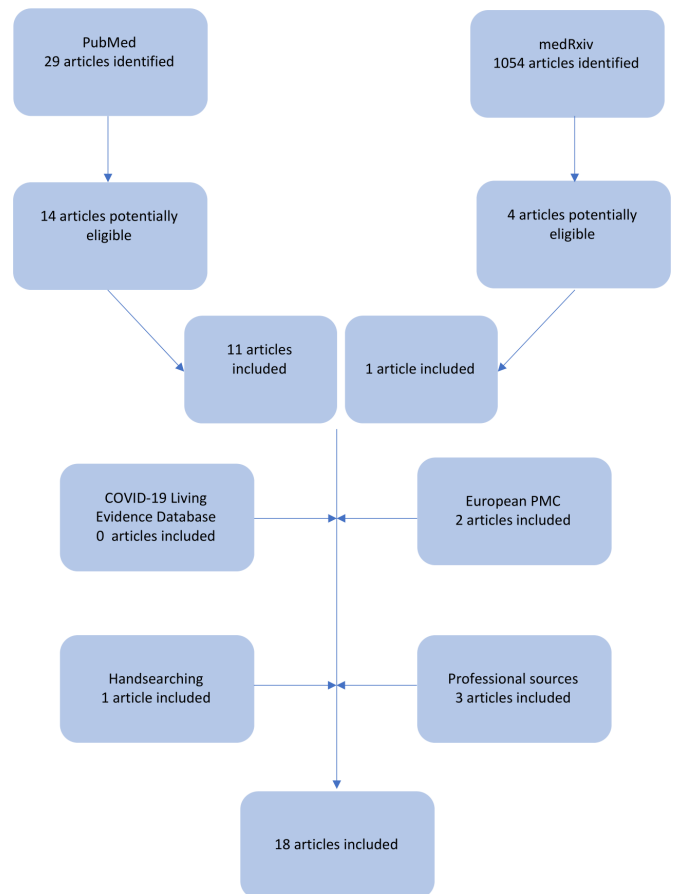 PubMed
29 articles identified
medRxiv
1054 articles identified
14 articles potentially
eligible
4 articles potentially
eligible
11 articles
included
1 article included
COVID-19 Living
Evidence Database
0 articles included
European PMC
2 articles included
Handsearching
1 article included
Professional sources
3 articles included
18 articles included